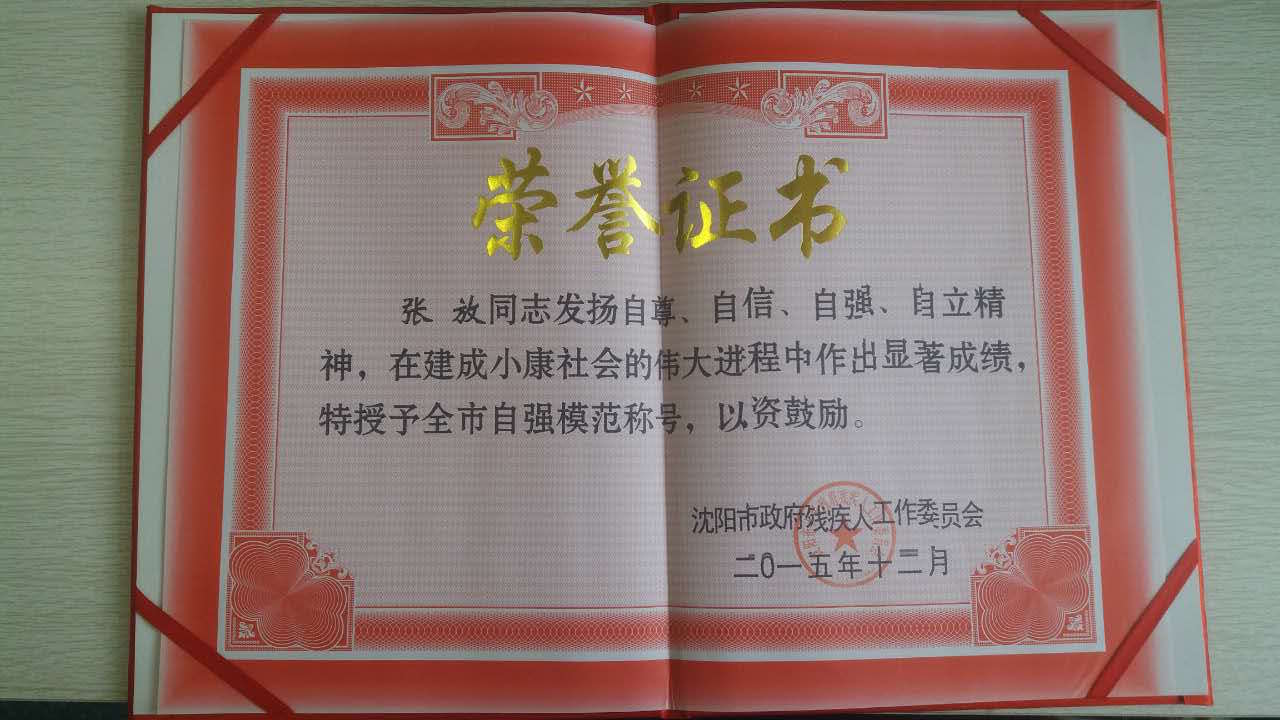 荣誉证书
张 放同志发扬自尊、自信、自强、自立精
神，在建成小康社会的伟大进程中作出显著成绩，
特授予全市自强模范称号，以资鼓励。
沈阳市政府残疾人工作委员会
二0一五年十二月